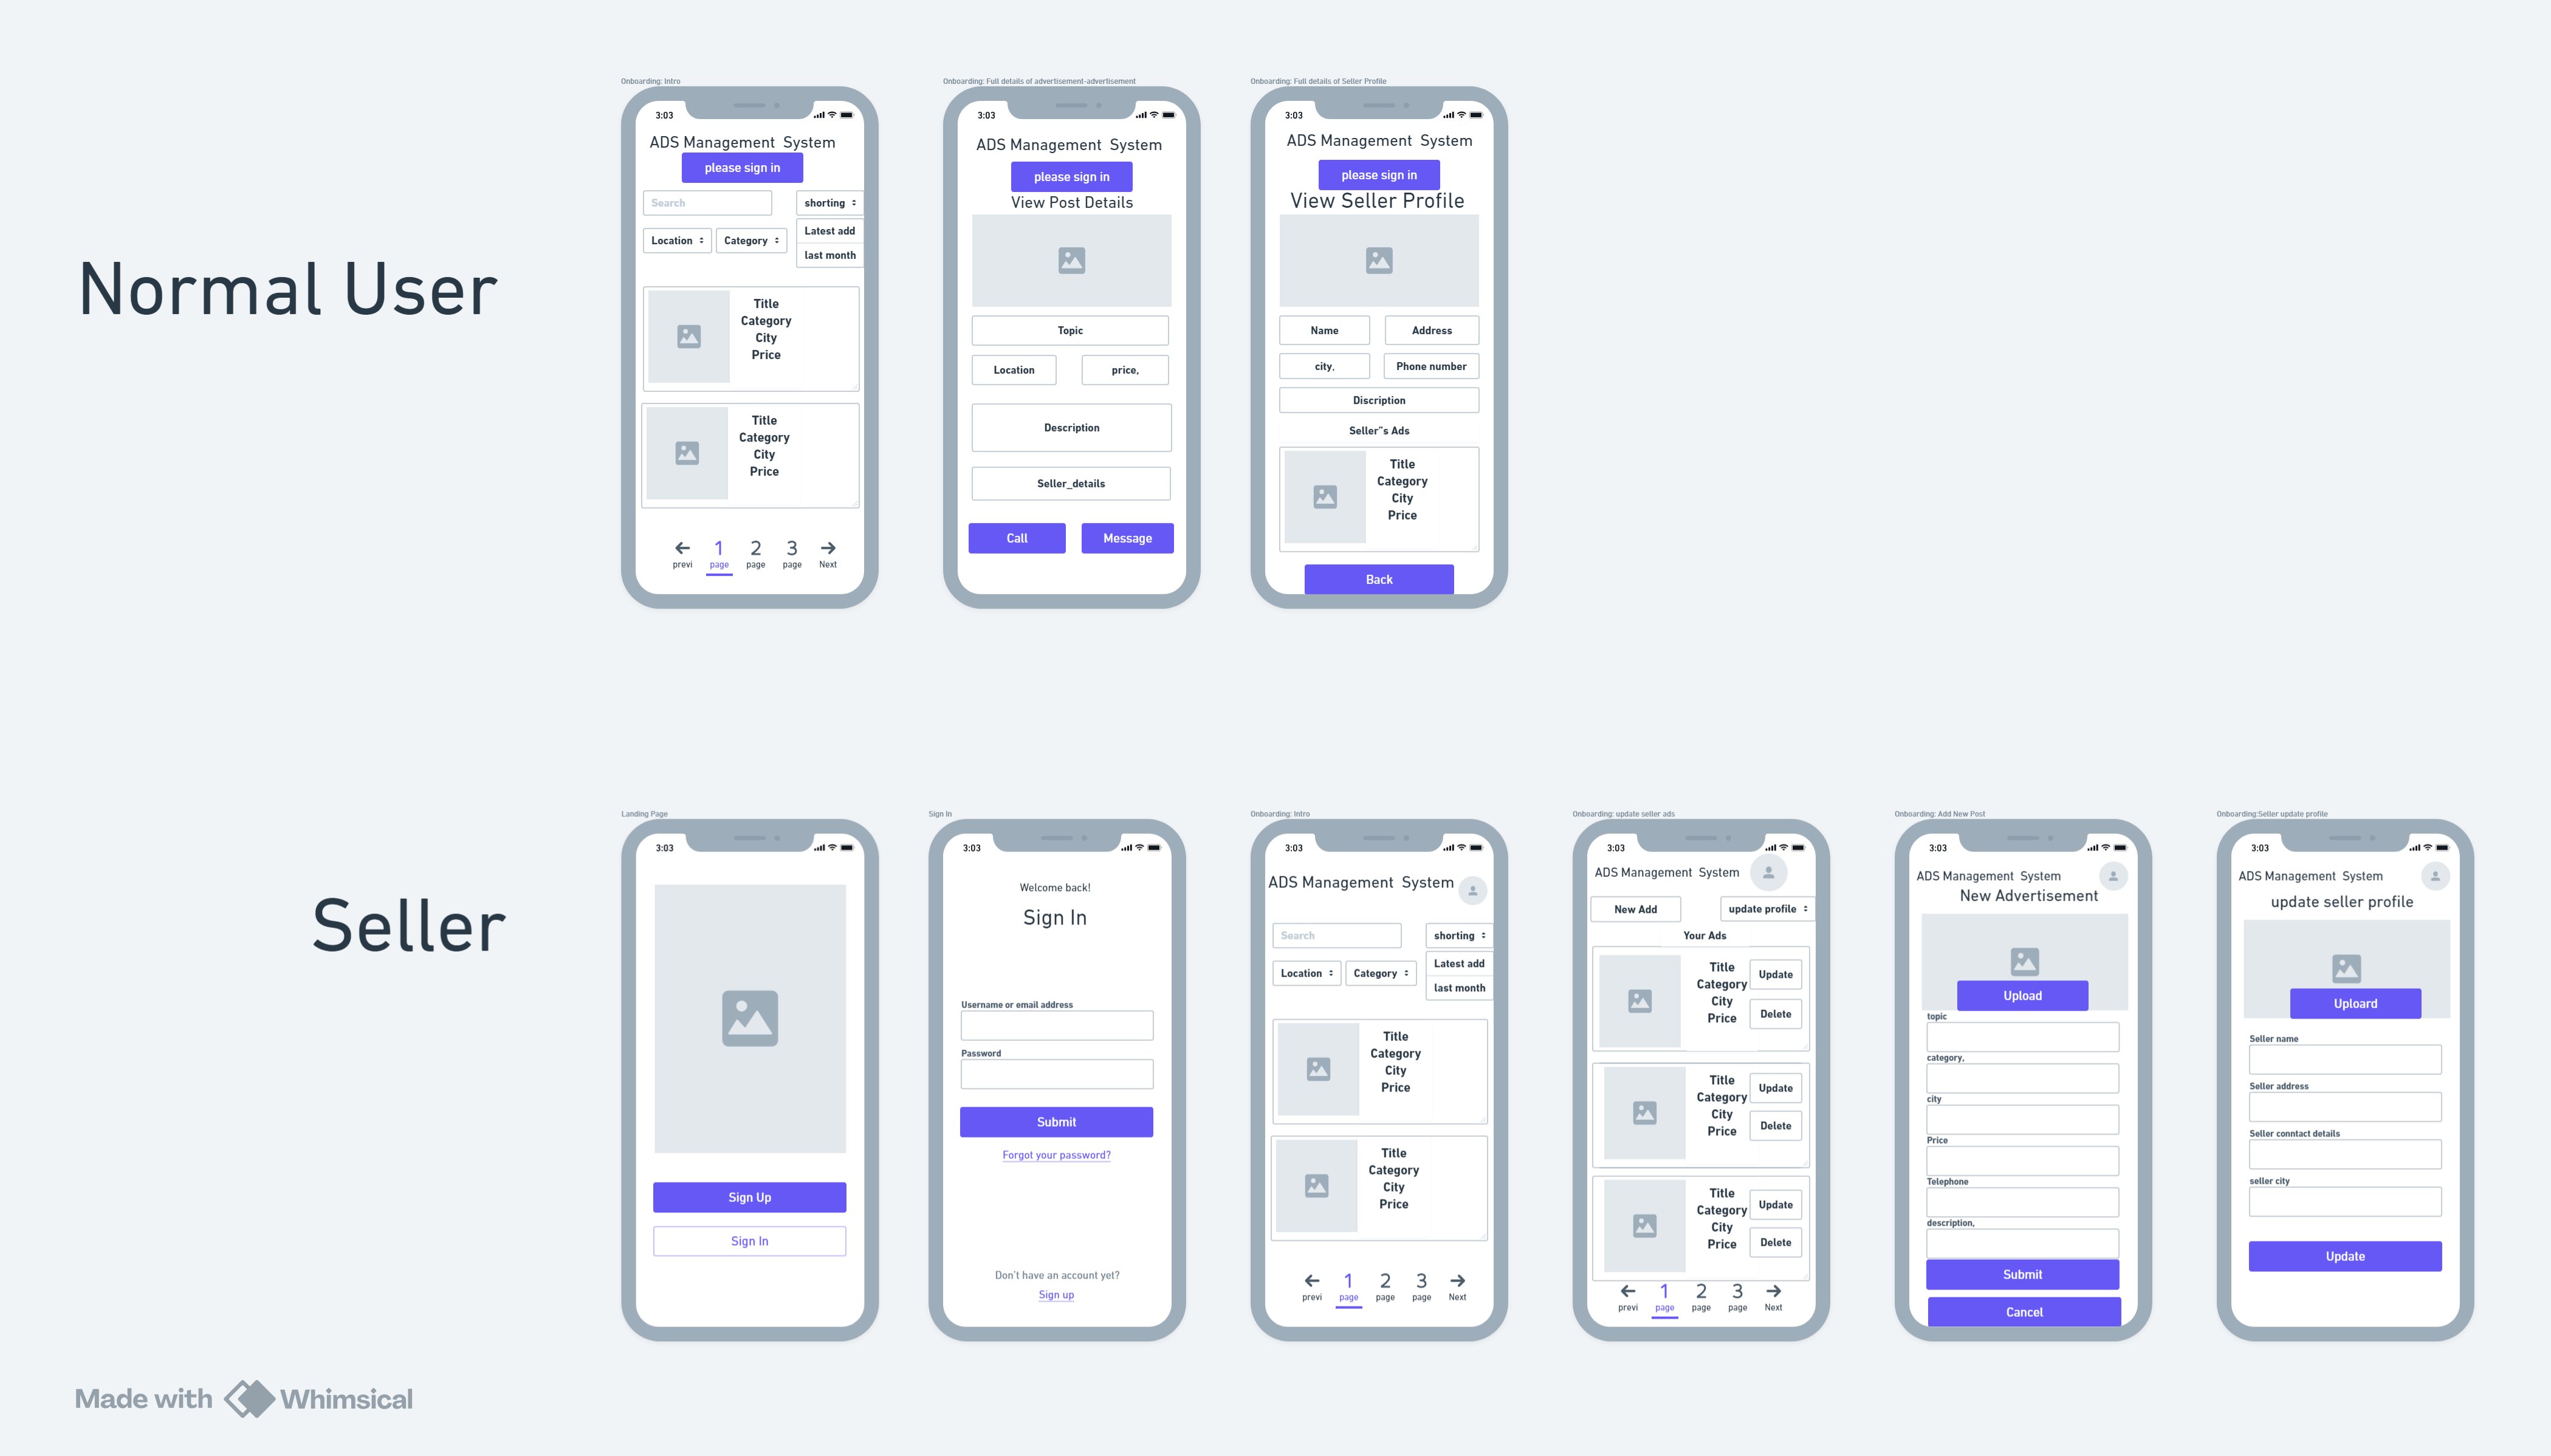 Normal User
Onboarding: Intro
3:03
ADS Management System
please sign in
Search
shorting
Location
Category
Latest add
last month
Title
Category
City
Price
Title
Category
City
Price
1 2 3
previ page page page Next
Onboarding: Full details of advertisement-advertisement
3:03
ADS Management System
please sign in
View Post Details
Topic
Location
price,
Description
Seller_details
Call
Message
Onboarding: Full details of Seller Profile
3:03
ADS Management System
please sign in
View Seller Profile
Name
Address
city,
Phone number
Discription
Seller"s Ads
Title
Category
City
Price
Back
Seller
Landing Page
3:03
Sign Up
Sign In
Sign In
3:03
Welcome back!
Sign In
Username or email address
Password
Submit
Forgot your password?
Don't have an account yet?
Sign up
Onboarding: Intro
3:03
ADS Management System
Search
shorting
Location
Category
Latest add
last month
Title
Category
City
Price
Title
Category
City
Price
1 2 3
previ page page page Next
Onboarding: update seller ads
3:03
ADS Management System
New Add
update profile
Your Ads
Title
Category
City
Price
Update
Delete
Title
Category
City
Price
Update
Delete
Title
Category
City
Price
Update
Delete
1 2 3
previ page page page Next
Onboarding: Add New Post
3:03
ADS Management System
New Advertisement
Upload
topic
category,
city
Price
Telephone
description,
Submit
Cancel
Onboarding:Seller update profile
3:03
ADS Management System
update seller profile
Uploard
Seller name
Seller address
Seller conntact details
seller city
Update
Made with Whimsical